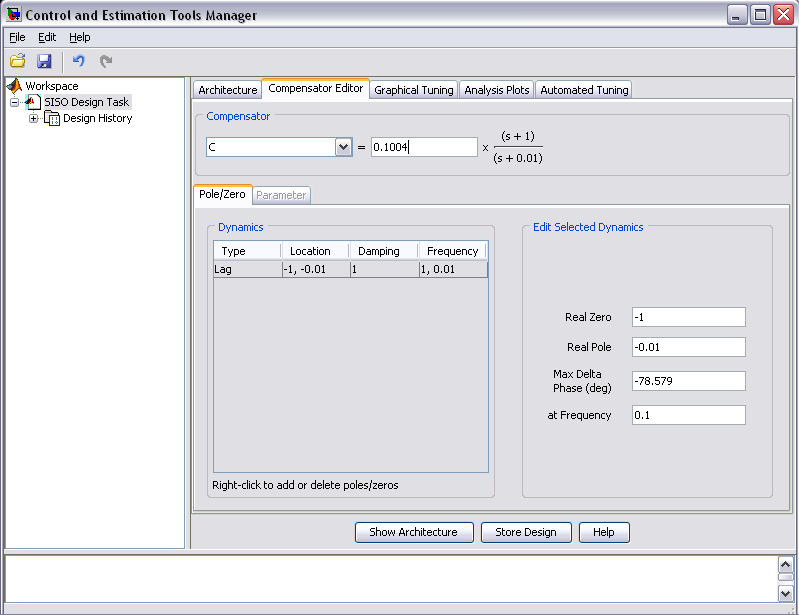 Control and Estimation Tools Manager
File Edit Help
Workspace
SISO Design Task
Design History
Architecture Compensator Editor Graphical Tuning Analysis Plots Automated Tuning
Compensator
C = 0.1004 x (s + 1)
(s + 0.01)
Pole/Zero Parameter
Dynamics
Type Location Damping Frequency
Lag -1, -0.01 1 1, 0.01
Right-click to add or delete poles/zeros
Edit Selected Dynamics
Real Zero -1
Real Pole -0.01
Max Delta
Phase (deg) -78.579
at Frequency 0.1
Show Architecture Store Design Help